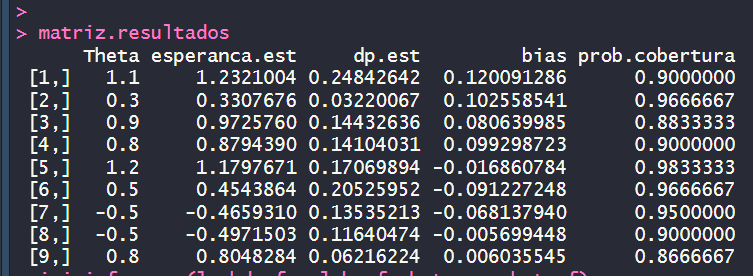 >
> matriz.resultados
Theta esperanca.est dp.est bias prob.cobertura
[1,] 1.1 1.2321004 0.24842642 0.120091286 0.9000000
[2,] 0.3 0.3307676 0.03220067 0.102558541 0.9666667
[3,] 0.9 0.9725760 0.14432636 0.080639985 0.8833333
[4,] 0.8 0.8794390 0.14104031 0.099298723 0.9000000
[5,] 1.2 1.1797671 0.17069894 -0.016860784 0.9833333
[6,] 0.5 0.4543864 0.20525952 -0.091227248 0.9666667
[7,] -0.5 -0.4659310 0.13535213 -0.068137940 0.9500000
[8,] -0.5 -0.4971503 0.11640474 -0.005699448 0.9000000
[9,] 0.8 0.8048284 0.06216224 0.006035545 0.8666667